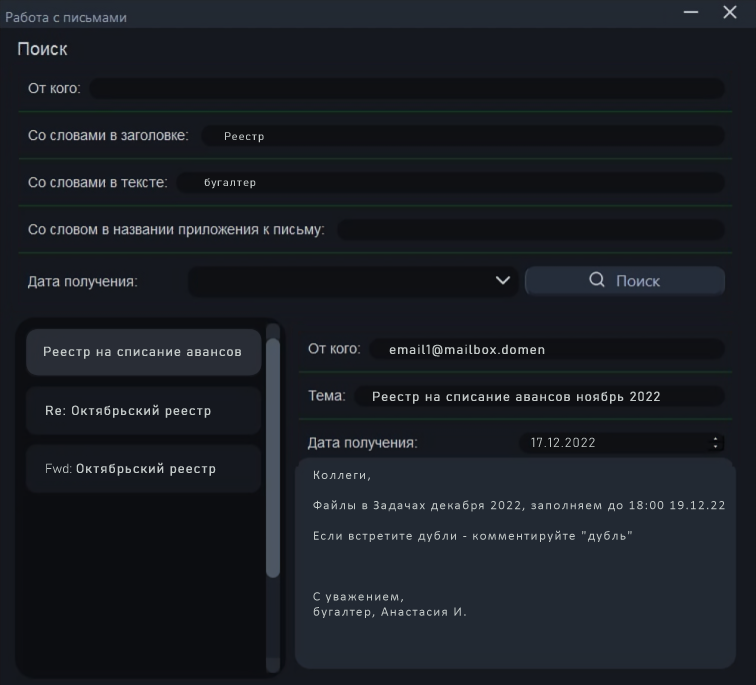 Работа с письмами
Поиск
От кого:
Со словами в заголовке: Реестр
Со словами в тексте: бугалтер
Со словом в названии приложения к письму:
Дата получения: Поиск
Реестр на списание авансов
Re: Октябрьский реестр
Fwd: Октябрьский реестр
От кого: email1@mailbox.domen
Тема: Реестр на списание авансов ноябрь 2022
Дата получения: 17.12.2022
Коллеги,
Файлы в Задачах декабря 2022, заполняем до 18:00 19.12.22
Если встретите дубли - комментируйте "дубль"
С уважением,
бугалтер, Анастасия И.